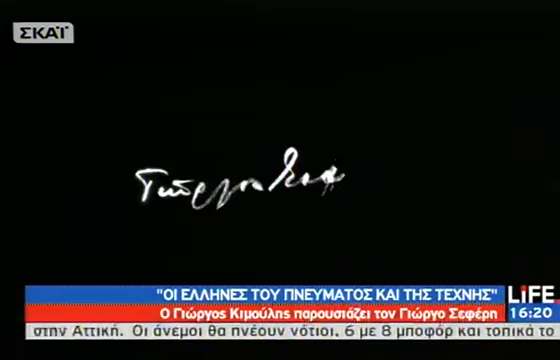 ΣΚΑΪ
"ΟΙ ΕΛΛΗΝΕΣ ΤΟΥ ΠΝΕΥΜΑΤΟΣ ΚΑΙ ΤΗΣ ΤΕΧΝΗΣ"
LiFE
Ο Γιώργος Κιμούλης παρουσιάζει τον Γιώργο Σεφέρη
16:20
στην Αττική. Οι άνεμοι θα πνέουν νότιοι, 6 με 8 μποφόρ και τοπικά το